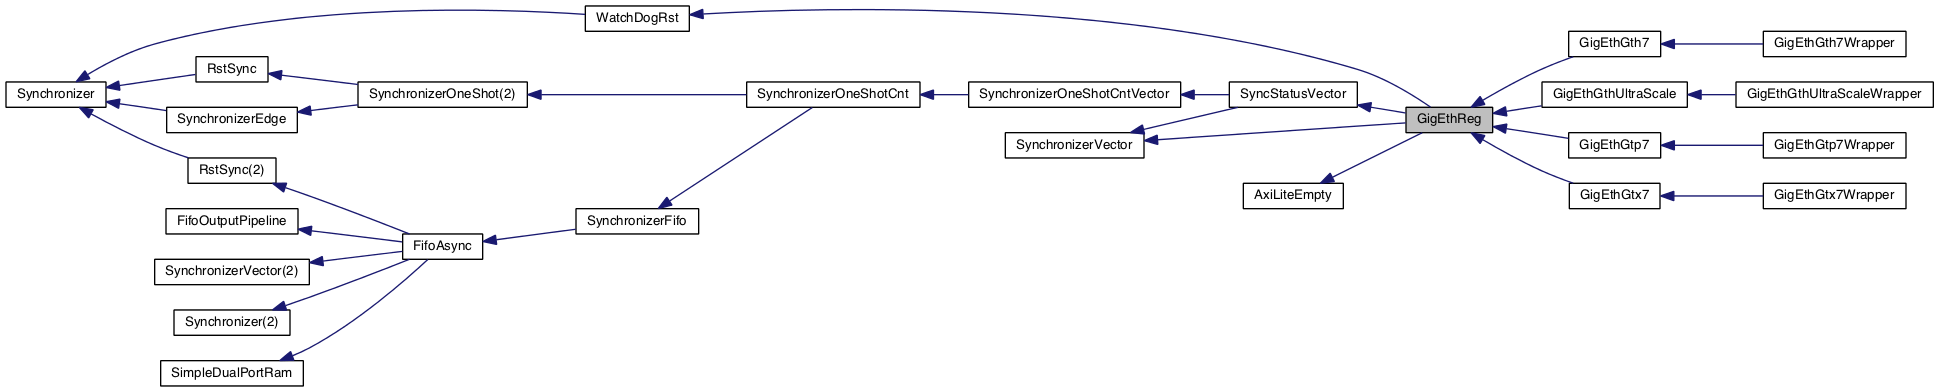 WatchDogRst
GigEthGth7
GigEthGth7Wrapper
RstSync
Synchronizer
SynchronizerOneShot(2)
SynchronizerOneShotCnt
SynchronizerOneShotCntVector
SyncStatusVector
GigEthGthUltraScale
GigEthGthUltraScaleWrapper
SynchronizerEdge
GigEthReg
SynchronizerVector
GigEthGtp7
GigEthGtp7Wrapper
RstSync(2)
AxiLiteEmpty
GigEthGtx7
GigEthGtx7Wrapper
FifoOutputPipeline
SynchronizerFifo
FifoAsync
SynchronizerVector(2)
Synchronizer(2)
SimpleDualPortRam